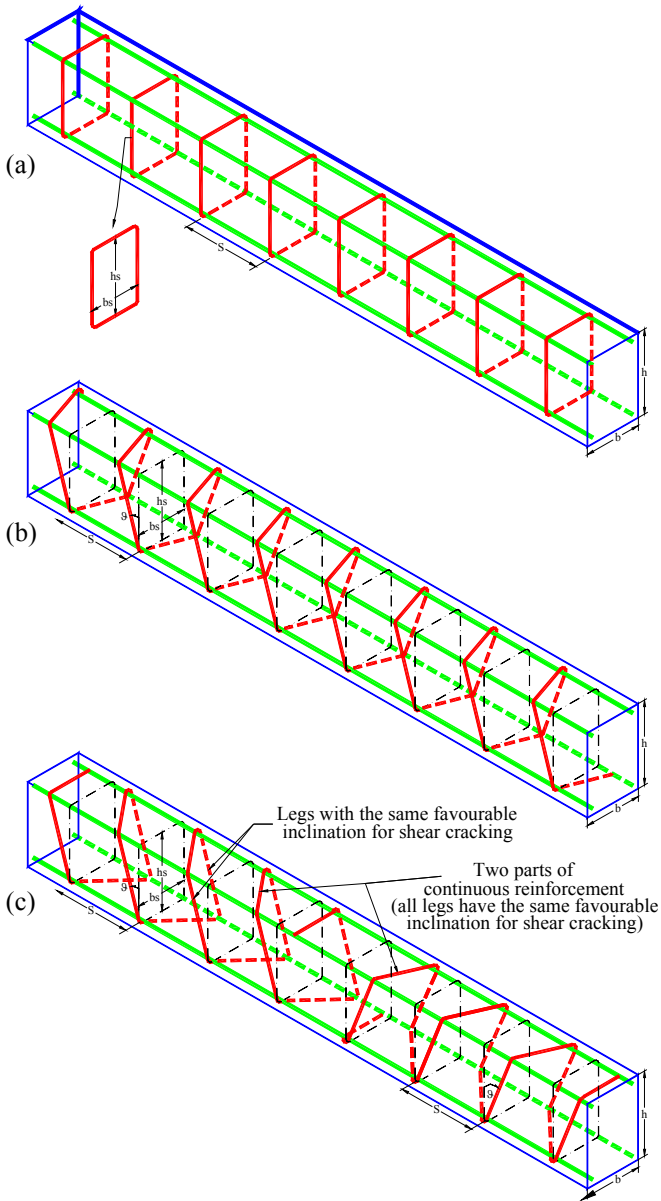 (a)
S
hs
bs
h
b
(b)
hs
ϑ
bs
S
h
b
Legs with the same favourable
inclination for shear cracking
Two parts of
continuous reinforcement
(all legs have the same favourable
inclination for shear cracking)
(c)
hs
ϑ
bs
S
ϑ
S
h
b